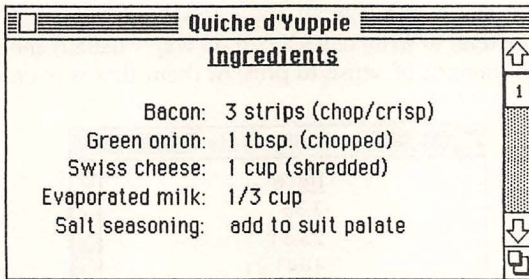 Quiche d'Yuppie
Ingredients
1
Bacon: 3 strips (chop/crisp)
Green onion: 1 tbsp. (chopped)
Swiss cheese: 1 cup (shredded)
Evaporated milk: 1/3 cup
Salt seasoning: add to suit palate